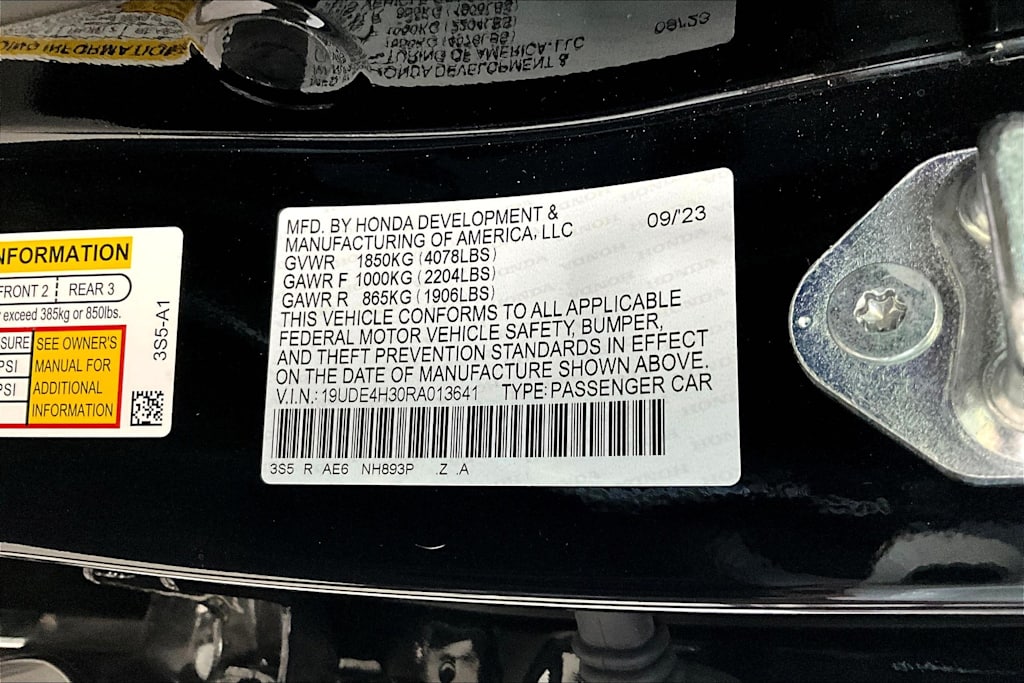 MFD. BY HONDA DEVELOPMENT &
MANUFACTURING OF AMERICA, LLC
09/'23
GVWR 1850KG (4078LBS)
GAWR F 1000KG (2204LBS)
GAWR R 865KG (1906LBS)
THIS VEHICLE CONFORMS TO ALL APPLICABLE
FEDERAL MOTOR VEHICLE SAFETY, BUMPER,
AND THEFT PREVENTION STANDARDS IN EFFECT
ON THE DATE OF MANUFACTURE SHOWN ABOVE.
V.I.N.: 19UDE4H30RA013641 TYPE: PASSENGER CAR
3S5 R AE6 NH893P .Z .A
NFORMATION
FRONT 2 REAR 3
exceed 385kg or 850lbs.
SURE
PSI
PSI
SEE OWNER'S
MANUAL FOR
ADDITIONAL
INFORMATION
3S5-A1